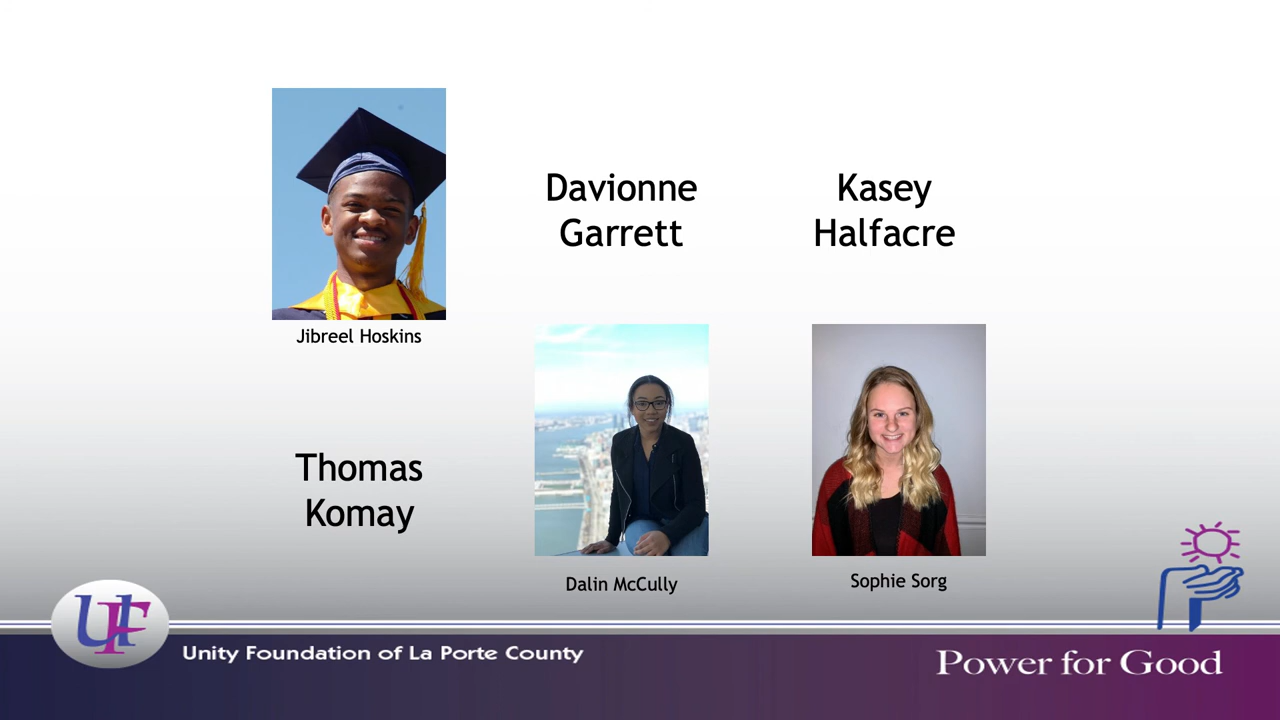 Davionne
Garrett
Kasey
Halfacre
Jibreel Hoskins
Thomas
Komay
Dalin McCully
Sophie Sorg
UF
Unity Foundation of La Porte County
Power for Good